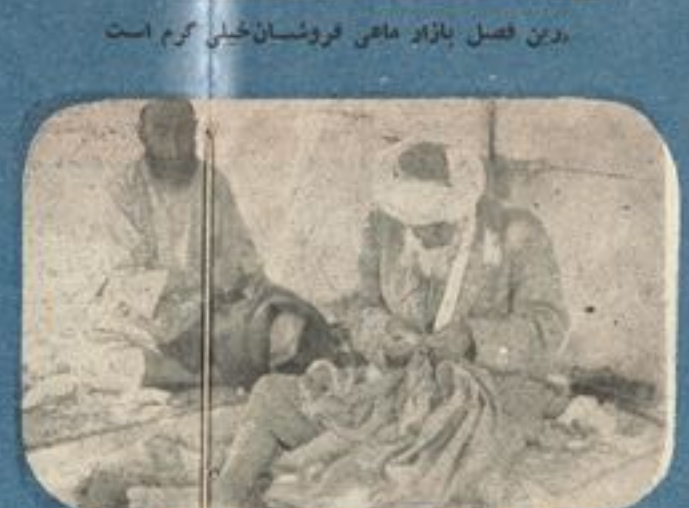 درین فصل بازار ماهی فروشان خیلی گرم است